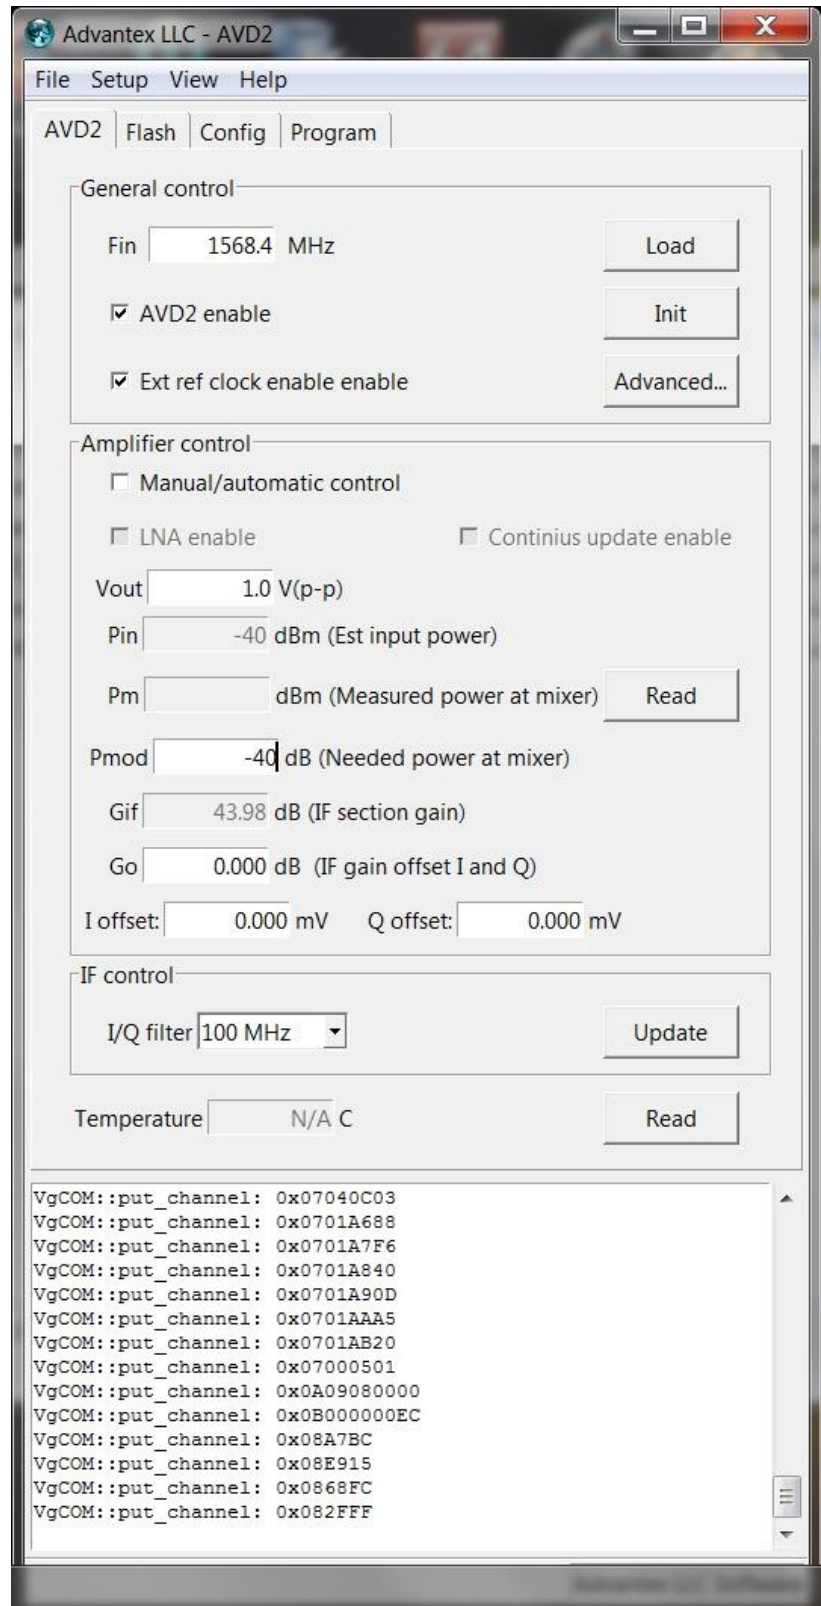 Advantex LLC - AVD2
File Setup View Help
AVD2 Flash Config Program
General control
Fin 1568.4 MHz Load
AVD2 enable Init
Ext ref clock enable enable Advanced...
Amplifier control
Manual/automatic control
LNA enable Continius update enable
Vout 1.0 V(p-p)
Pin -40 dBm (Est input power)
Pm dBm (Measured power at mixer) Read
Pmod -40 dB (Needed power at mixer)
Gif 43.98 dB (IF section gain)
Go 0.000 dB (IF gain offset I and Q)
I offset: 0.000 mV Q offset: 0.000 mV
IF control
I/Q filter 100 MHz Update
Temperature N/A C Read
VgCOM::put_channel: 0x07040C03
VgCOM::put_channel: 0x0701A688
VgCOM::put_channel: 0x0701A7F6
VgCOM::put_channel: 0x0701A840
VgCOM::put_channel: 0x0701A90D
VgCOM::put_channel: 0x0701AAA5
VgCOM::put_channel: 0x0701AB20
VgCOM::put_channel: 0x07000501
VgCOM::put_channel: 0x0A09080000
VgCOM::put_channel: 0x0B000000EC
VgCOM::put_channel: 0x08A7BC
VgCOM::put_channel: 0x08E915
VgCOM::put_channel: 0x0868FC
VgCOM::put_channel: 0x082FFF
Advantex LLC Software